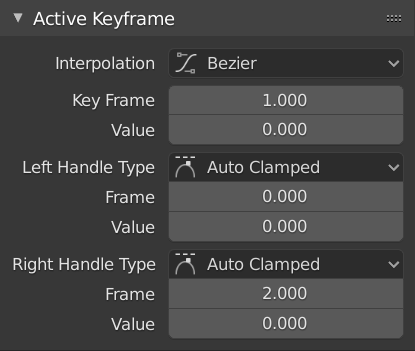 Active Keyframe
Interpolation Bezier
Key Frame 1.000
Value 0.000
Left Handle Type Auto Clamped
Frame 0.000
Value 0.000
Right Handle Type Auto Clamped
Frame 2.000
Value 0.000